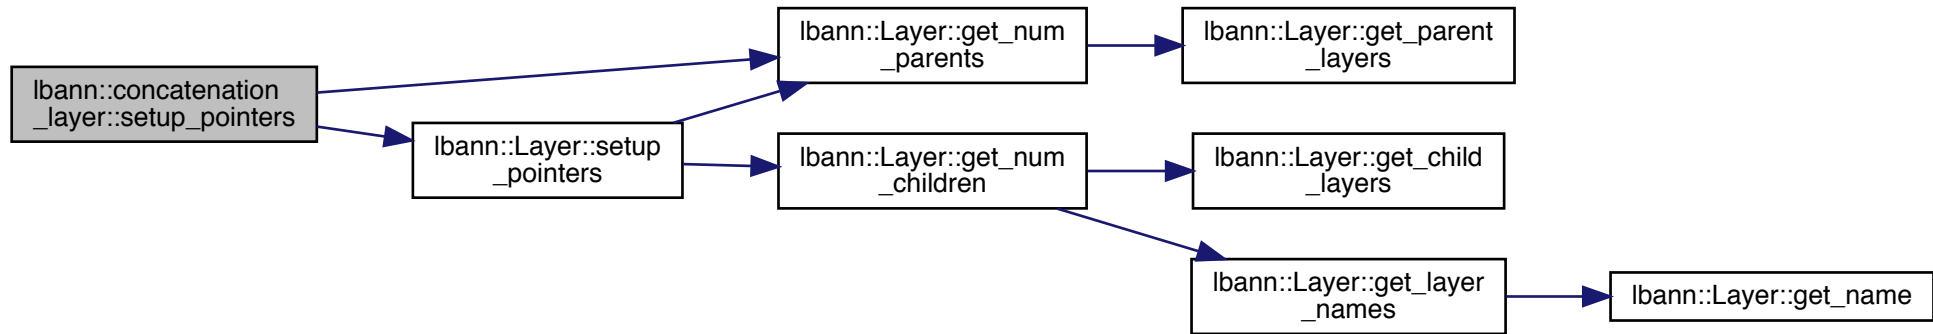 lbann::concatenation
_layer::setup_pointers
lbann::Layer::setup
_pointers
lbann::Layer::get_num
_parents
lbann::Layer::get_parent
_layers
lbann::Layer::get_num
_children
lbann::Layer::get_child
_layers
lbann::Layer::get_layer
_names
lbann::Layer::get_name